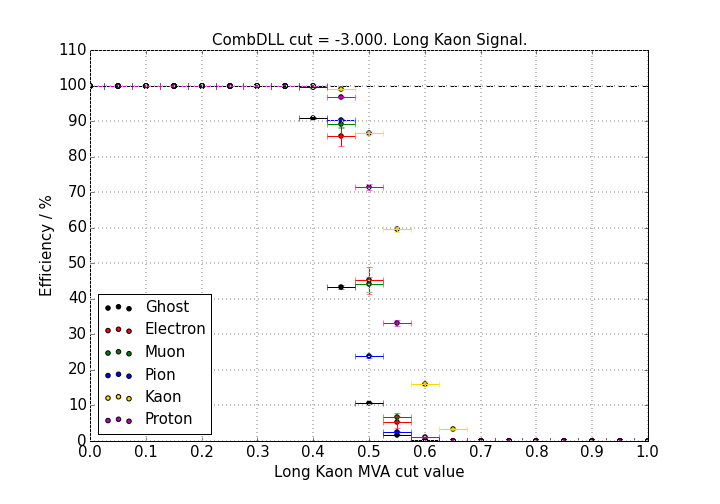 CombDLL cut = -3.000. Long Kaon Signal.
110
100
90
80
70
60
50
40
30
20
10
0
Efficiency / %
Ghost
Electron
Muon
Pion
Kaon
Proton
0.0 0.1 0.2 0.3 0.4 0.5 0.6 0.7 0.8 0.9 1.0
Long Kaon MVA cut value